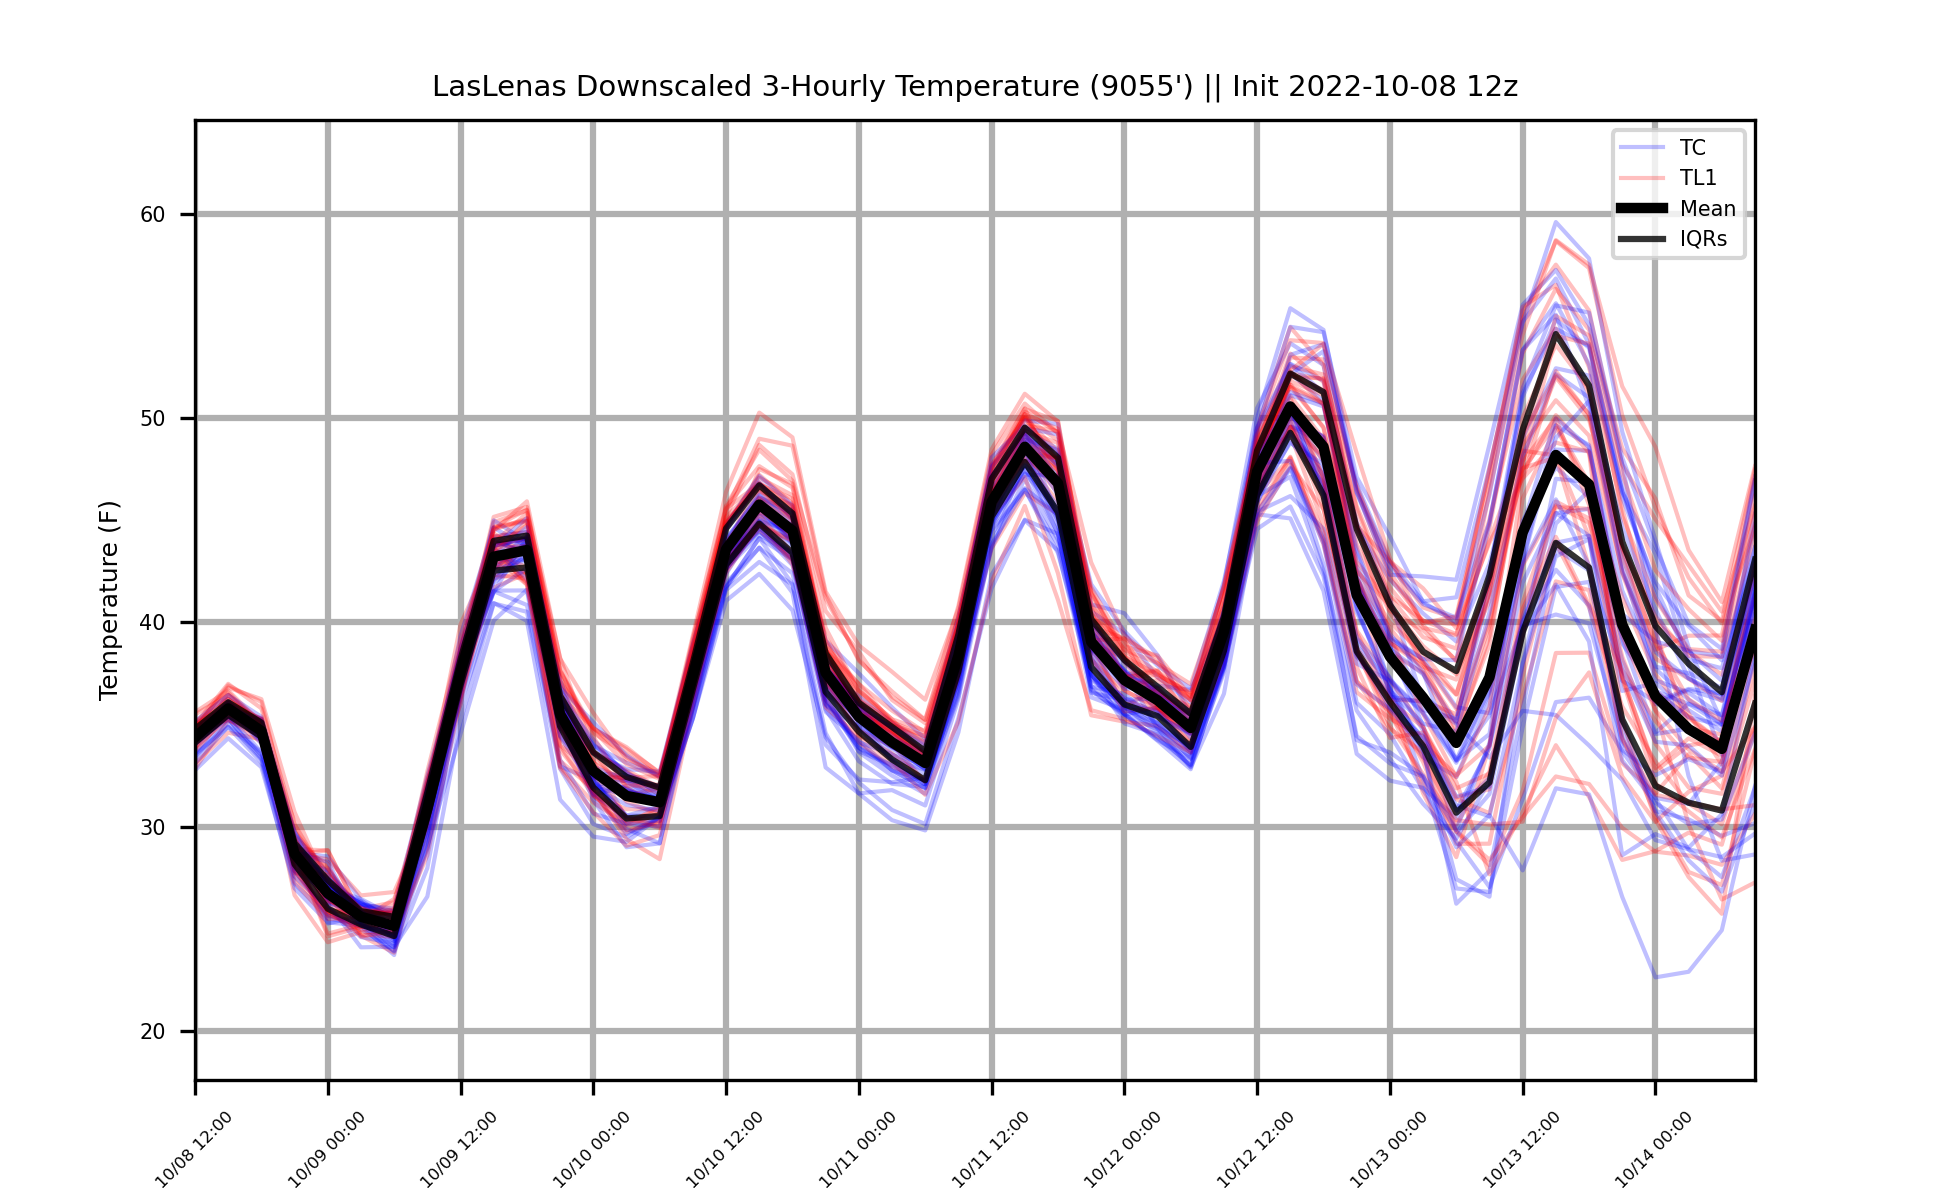 LasLenas Downscaled 3-Hourly Temperature (9055') || Init 2022-10-08 12z
TC
TL1
Mean
IQRs
Temperature (F)
60
50
40
30
20
10/08 12:00
10/09 00:00
10/09 12:00
10/10 00:00
10/10 12:00
10/11 00:00
10/11 12:00
10/12 00:00
10/12 12:00
10/13 00:00
10/13 12:00
10/14 00:00